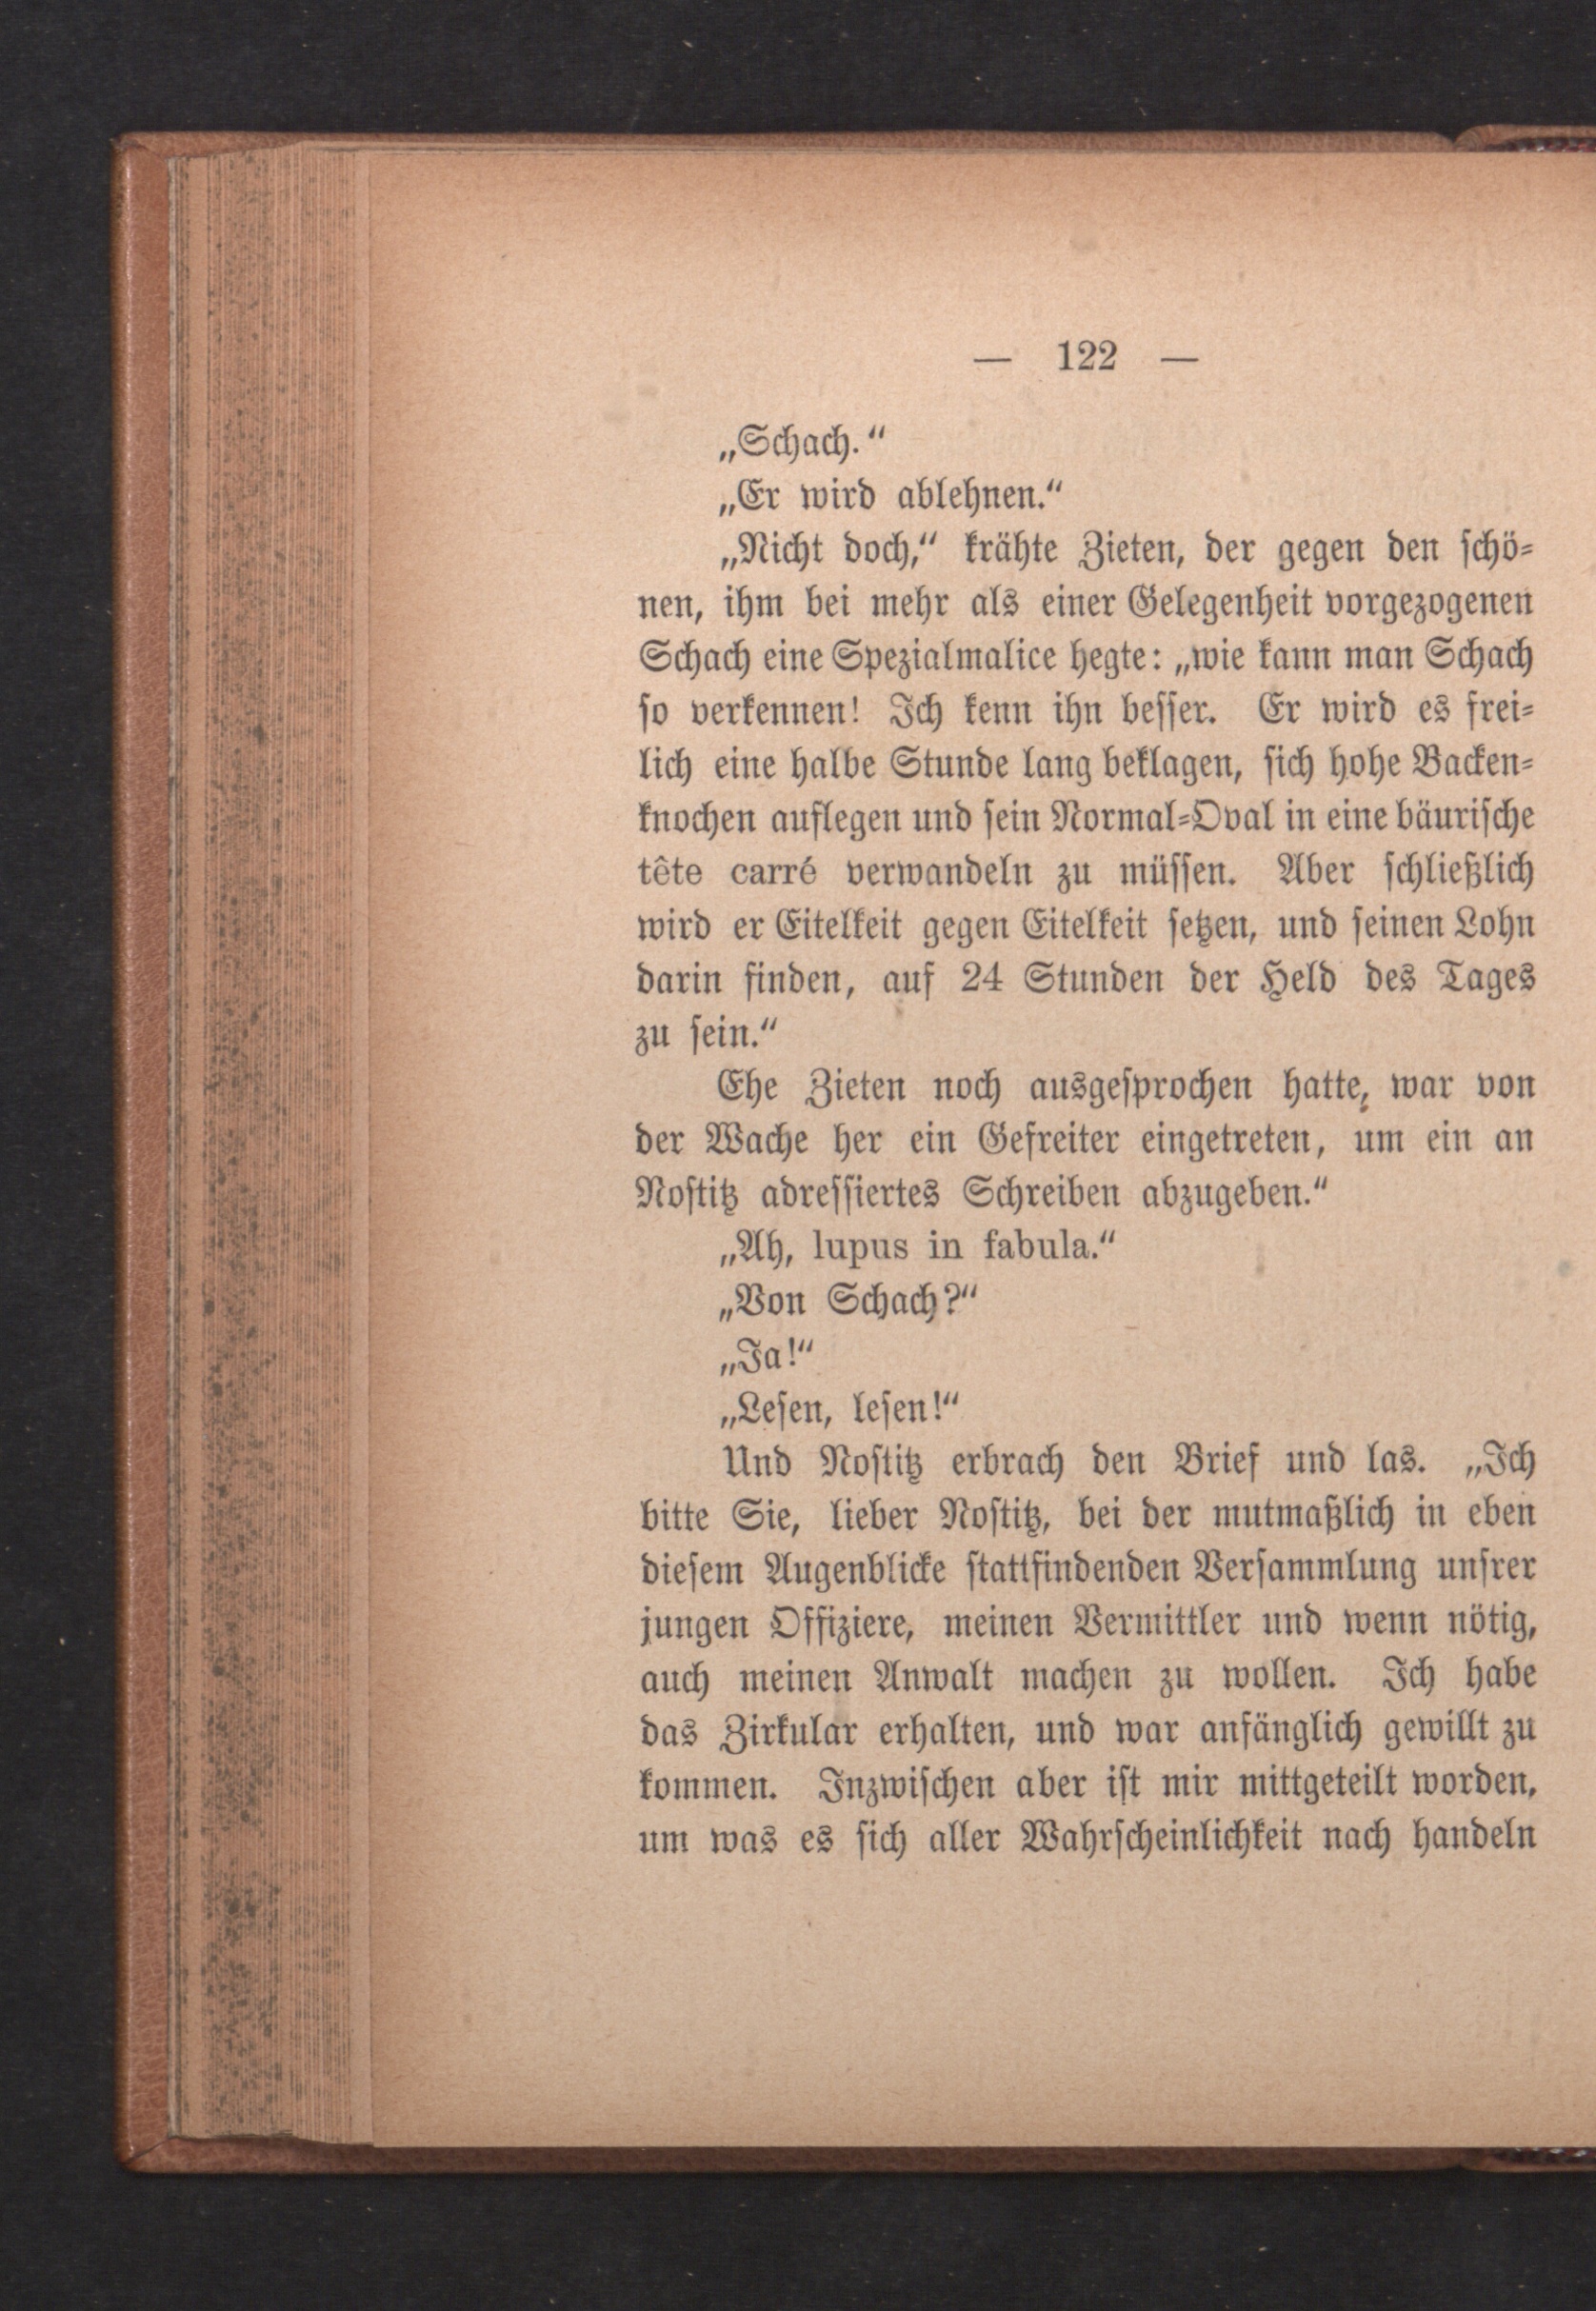 — 122 —
„Schach.“
„Er wird ablehnen.“
„Nicht doch,“ krähte Zieten, der gegen den schö-
nen, ihm bei mehr als einer Gelegenheit vorgezogenen
Schach eine Spezialmalice hegte: „wie kann man Schach
so verkennen! Ich kenn ihn besser. Er wird es frei-
lich eine halbe Stunde lang beklagen, sich hohe Backen-
knochen auflegen und sein Normal-Oval in eine bäurische
tête carré verwandeln zu müssen. Aber schließlich
wird er Eitelkeit gegen Eitelkeit setzen, und seinen Lohn
darin finden, auf 24 Stunden der Held des Tages
zu sein.“
Ehe Zieten noch ausgesprochen hatte, war von
der Wache her ein Gefreiter eingetreten, um ein an
Nostitz adressiertes Schreiben abzugeben.“
„Ah, lupus in fabula.“
„Von Schach?“
„Ja!“
„Lesen, lesen!“
Und Nostitz erbrach den Brief und las. „Ich
bitte Sie, lieber Nostitz, bei der mutmaßlich in eben
diesem Augenblicke stattfindenden Versammlung unsrer
jungen Offiziere, meinen Vermittler und wenn nötig,
auch meinen Anwalt machen zu wollen. Ich habe
das Zirkular erhalten, und war anfänglich gewillt zu
kommen. Inzwischen aber ist mir mittgeteilt worden,
um was es sich aller Wahrscheinlichkeit nach handeln